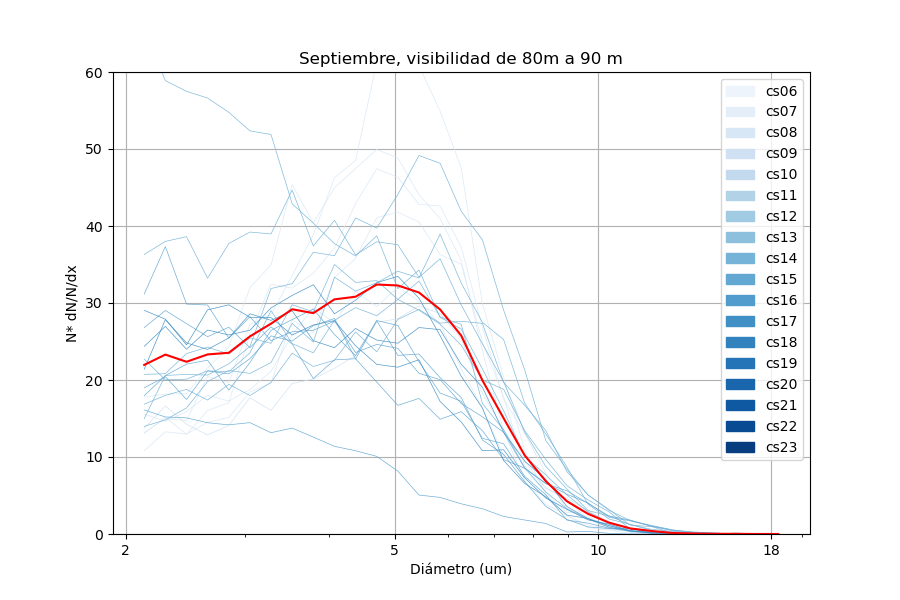 Septiembre, visibilidad de 80m a 90 m
N* dN/N/dx
60
50
40
30
20
10
0
2
5
10
18
Diámetro (um)
cs06
cs07
cs08
cs09
cs10
cs11
cs12
cs13
cs14
cs15
cs16
cs17
cs18
cs19
cs20
cs21
cs22
cs23